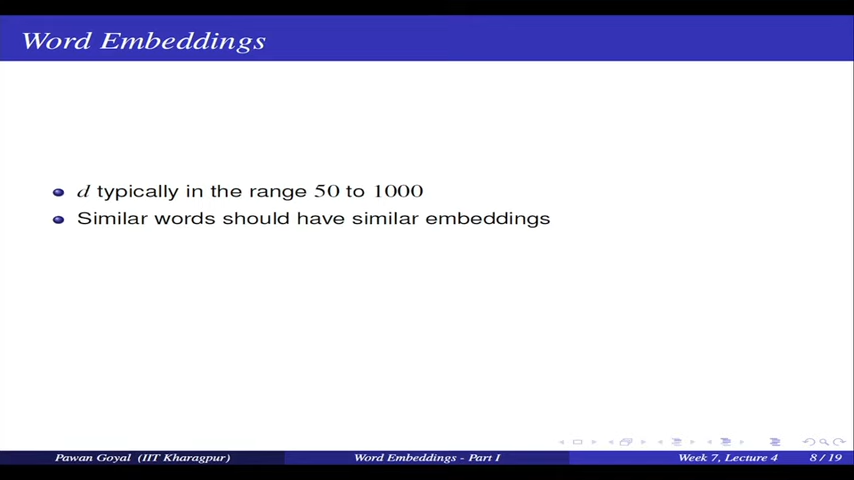 Word Embeddings
d typically in the range 50 to 1000
Similar words should have similar embeddings
Pawan Goyal (IIT Kharagpur) Word Embeddings - Part I Week 7, Lecture 4 8 / 19